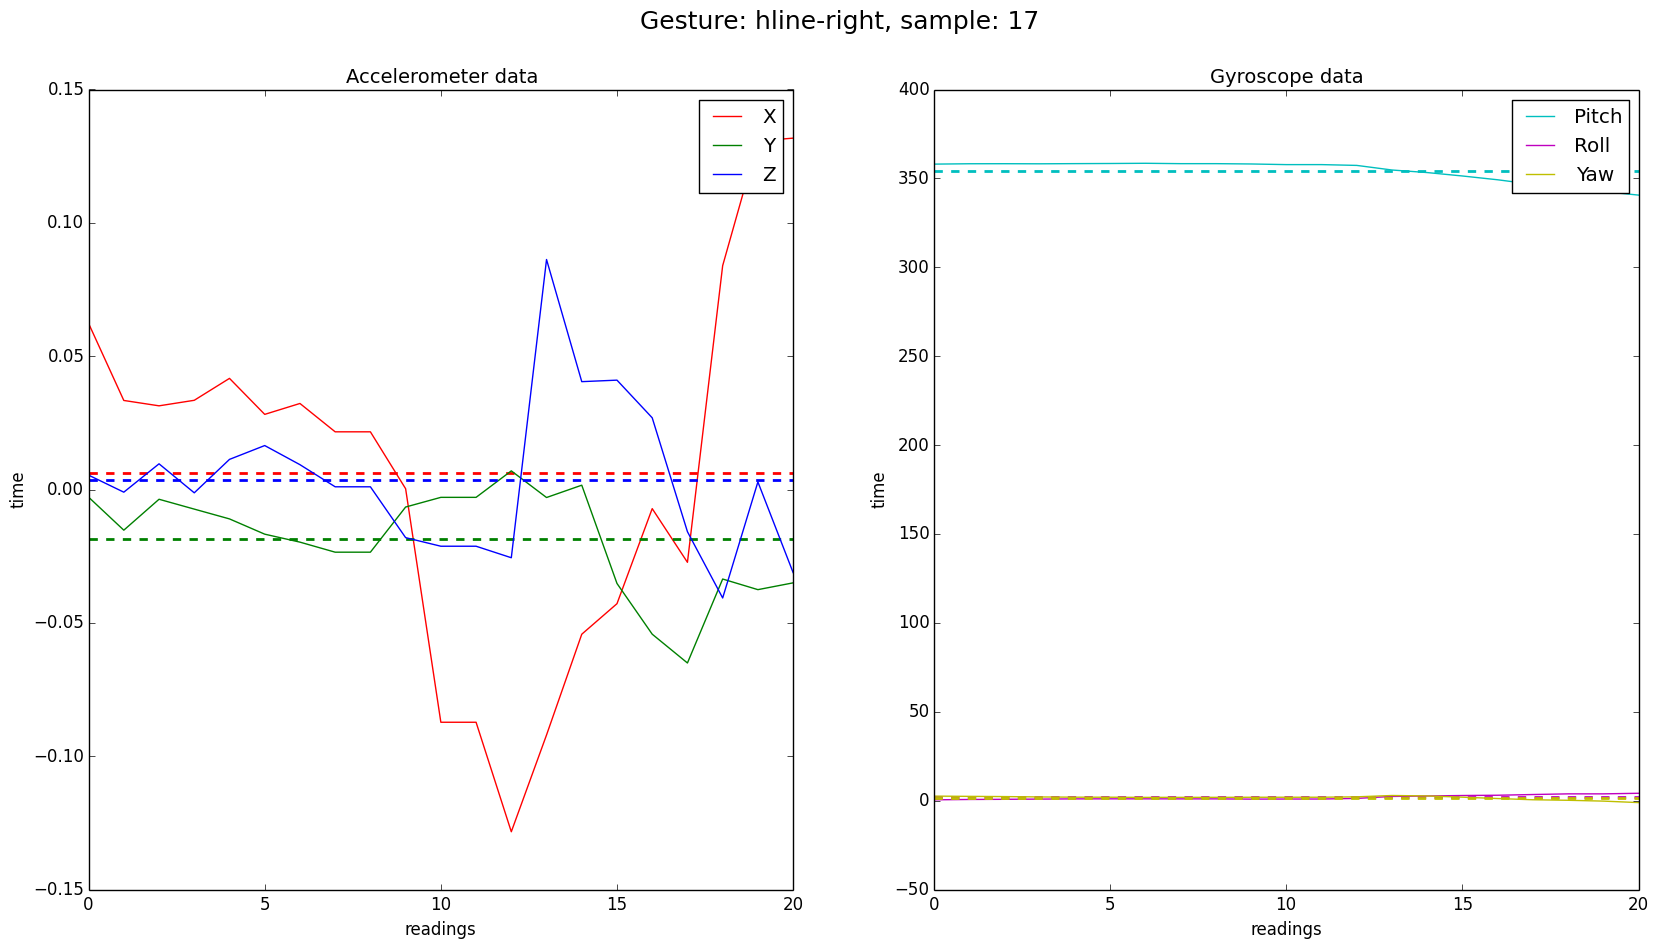 Gesture: hline-right, sample: 17
Accelerometer data
0.15
0.10
0.05
0.00
−0.05
−0.10
−0.15
time
0
5
10
15
20
readings
X
Y
Z
Gyroscope data
400
350
300
250
200
150
100
50
0
−50
time
0
5
10
15
20
readings
Pitch
Roll
Yaw